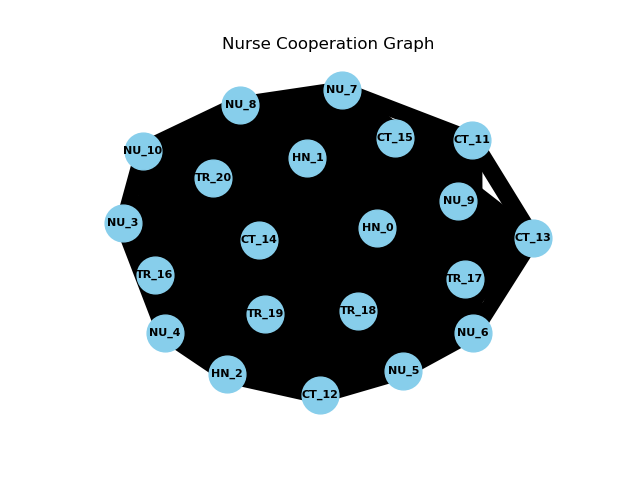 Nurse Cooperation Graph
NU_7
NU_8
CT_15
CT_11
NU_10
HN_1
TR_20
NU_9
NU_3
HN_0
CT_14
CT_13
TR_16
TR_17
TR_19
TR_18
NU_4
NU_6
HN_2
NU_5
CT_12